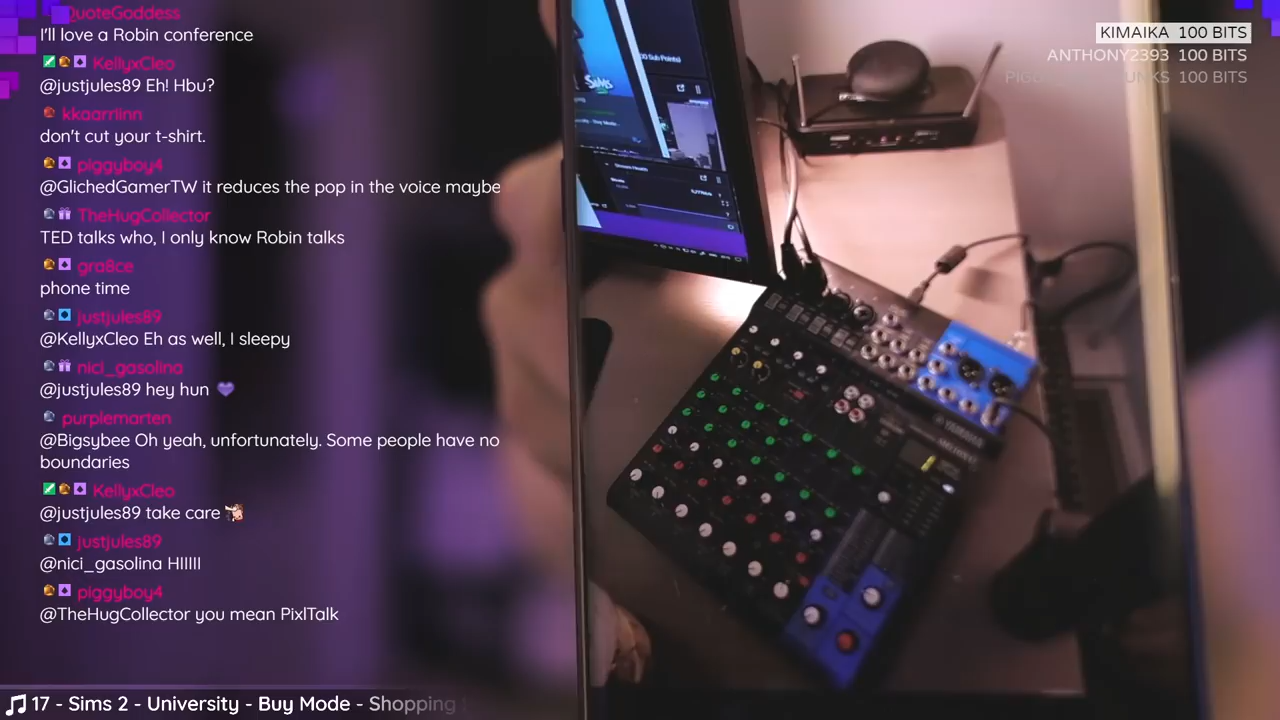 QuoteGoddess
I'll love a Robin conference
KellyxCleo
@justjules89 Eh! Hbu?
kkaarriinn
don't cut your t-shirt.
piggyboy4
@GlichedGamerTW it reduces the pop in the voice maybe
TheHugCollector
TED talks who, I only know Robin talks
gra8ce
phone time
justjules89
@KellyxCleo Eh as well, I sleepy
nici_gasolina
@justjules89 hey hun 💜
purplemarten
@Bigsybee Oh yeah, unfortunately. Some people have no
boundaries
KellyxCleo
@justjules89 take care
justjules89
@nici_gasolina HIIIII
piggyboy4
@TheHugCollector you mean PixlTalk
17 - Sims 2 - University - Buy Mode - Shopping
KIMAIKA 100 BITS
ANTHONY2393 100 BITS
100 BITS
SIMS
YAMAHA